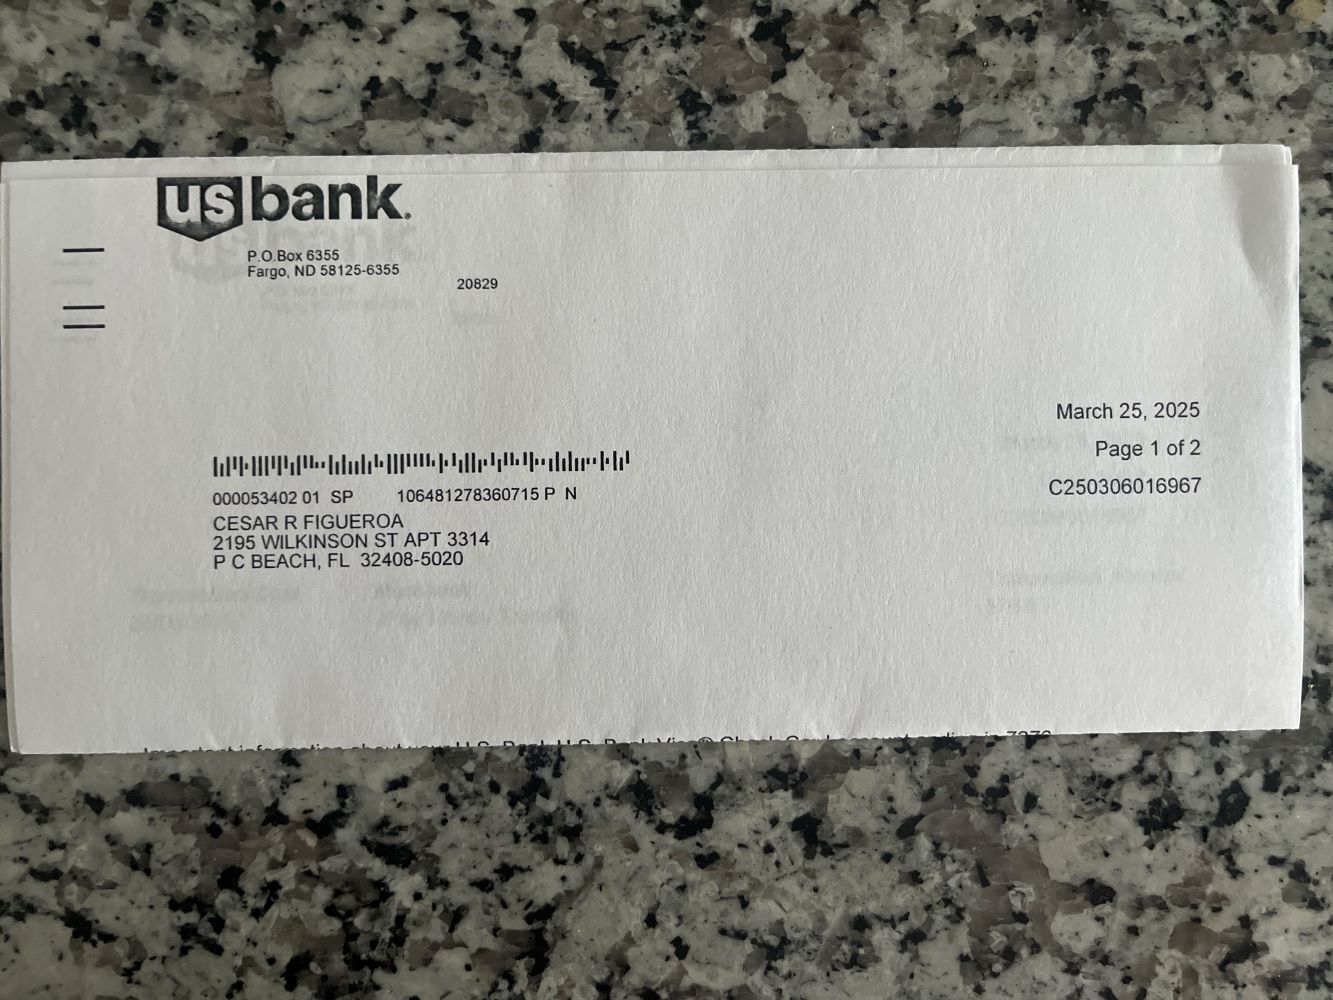 usbank®
P.O.Box 6355
Fargo, ND 58125-6355
20829
March 25, 2025
Page 1 of 2
C250306016967
000053402 01 SP 106481278360715 P N
CESAR R FIGUEROA
2195 WILKINSON ST APT 3314
P C BEACH, FL 32408-5020